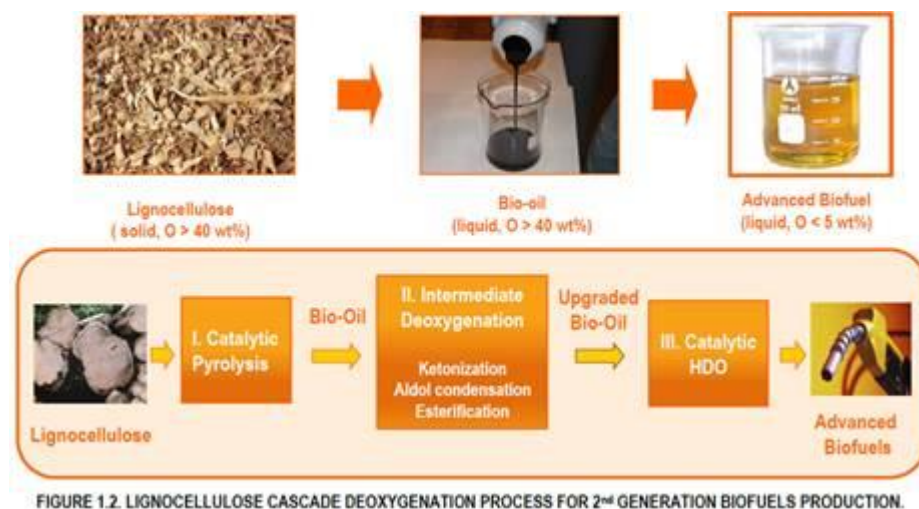 Lignocellulose
( solid, O > 40 wt%)
Bio-oil
(liquid, O > 40 wt%)
Advanced Biofuel
(liquid, O < 5 wt%)
Lignocellulose
I. Catalytic
Pyrolysis
Bio-Oil
II. Intermediate
Deoxygenation
Ketonization
Aldol condensation
Esterification
Upgraded
Bio-Oil
III. Catalytic
HDO
Advanced
Biofuels
FIGURE 1.2. LIGNOCELLULOSE CASCADE DEOXYGENATION PROCESS FOR 2nd GENERATION BIOFUELS PRODUCTION.